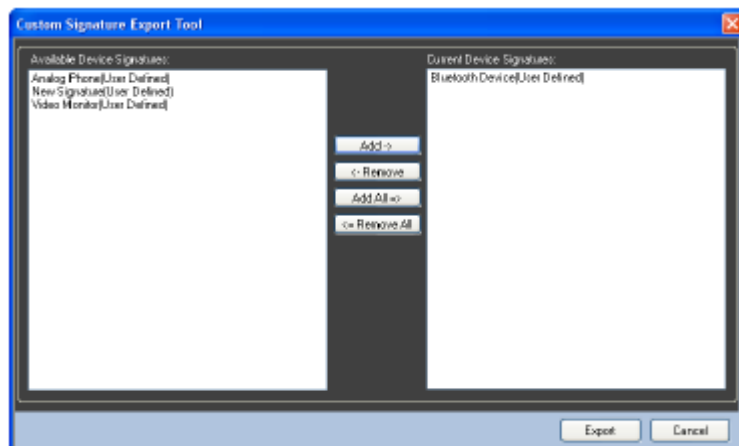 Custom Signature Export Tool
Available Device Signatures:
Analog Phone(User Defined)
New Signature(User Defined)
Video Monitor(User Defined)
Current Device Signatures:
Bluetooth Device(User Defined)
Add ->
<- Remove
Add All =>
<= Remove All
Export
Cancel